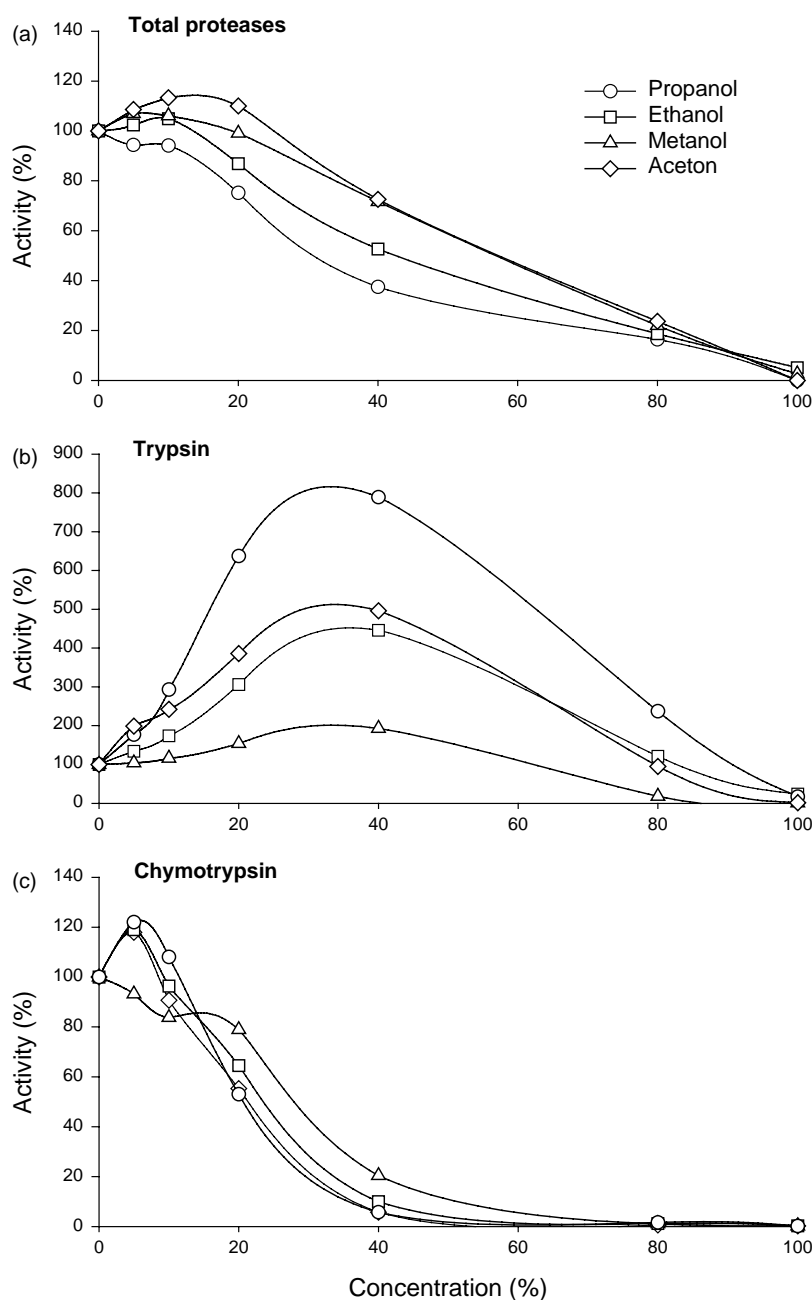 (a) Total proteases
140
120
100
80
60
40
20
0
Activity (%)
Propanol
Ethanol
Metanol
Aceton
0 20 40 60 80 100
(b) Trypsin
900
800
700
600
500
400
300
200
100
0
Activity (%)
0 20 40 60 80 100
(c) Chymotrypsin
140
120
100
80
60
40
20
0
Activity (%)
0 20 40 60 80 100
Concentration (%)